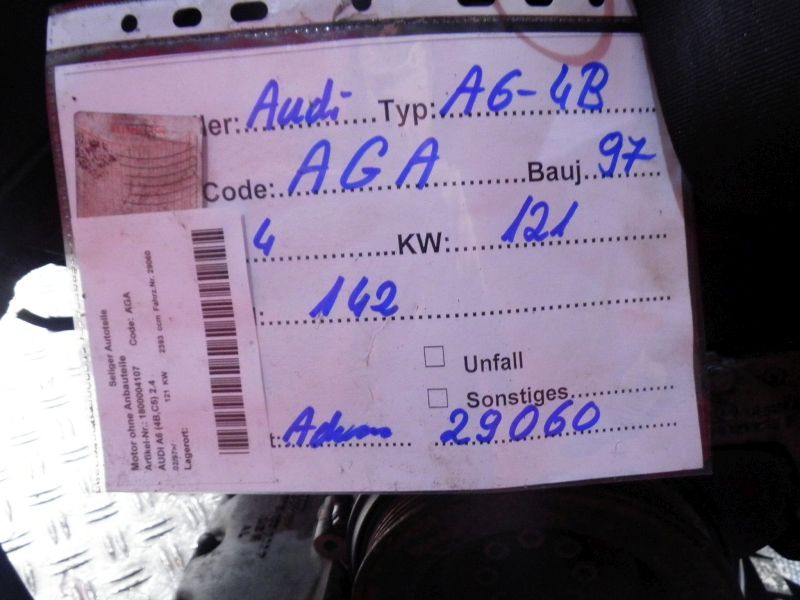 ler: Audi Typ: A6-4B
Code: AGA Bauj. 97
4 KW: 121
: 142
Unfall
Sonstiges
t: 29060
Seliger Autoteile
Motor ohne Anbauteile Code: AGA
Artikel-Nr.: 1800004107
AUDI A6 (4B,C5) 2.4
121 KW 2393 ccm Fahrz.Nr. 29060
Lagerort: